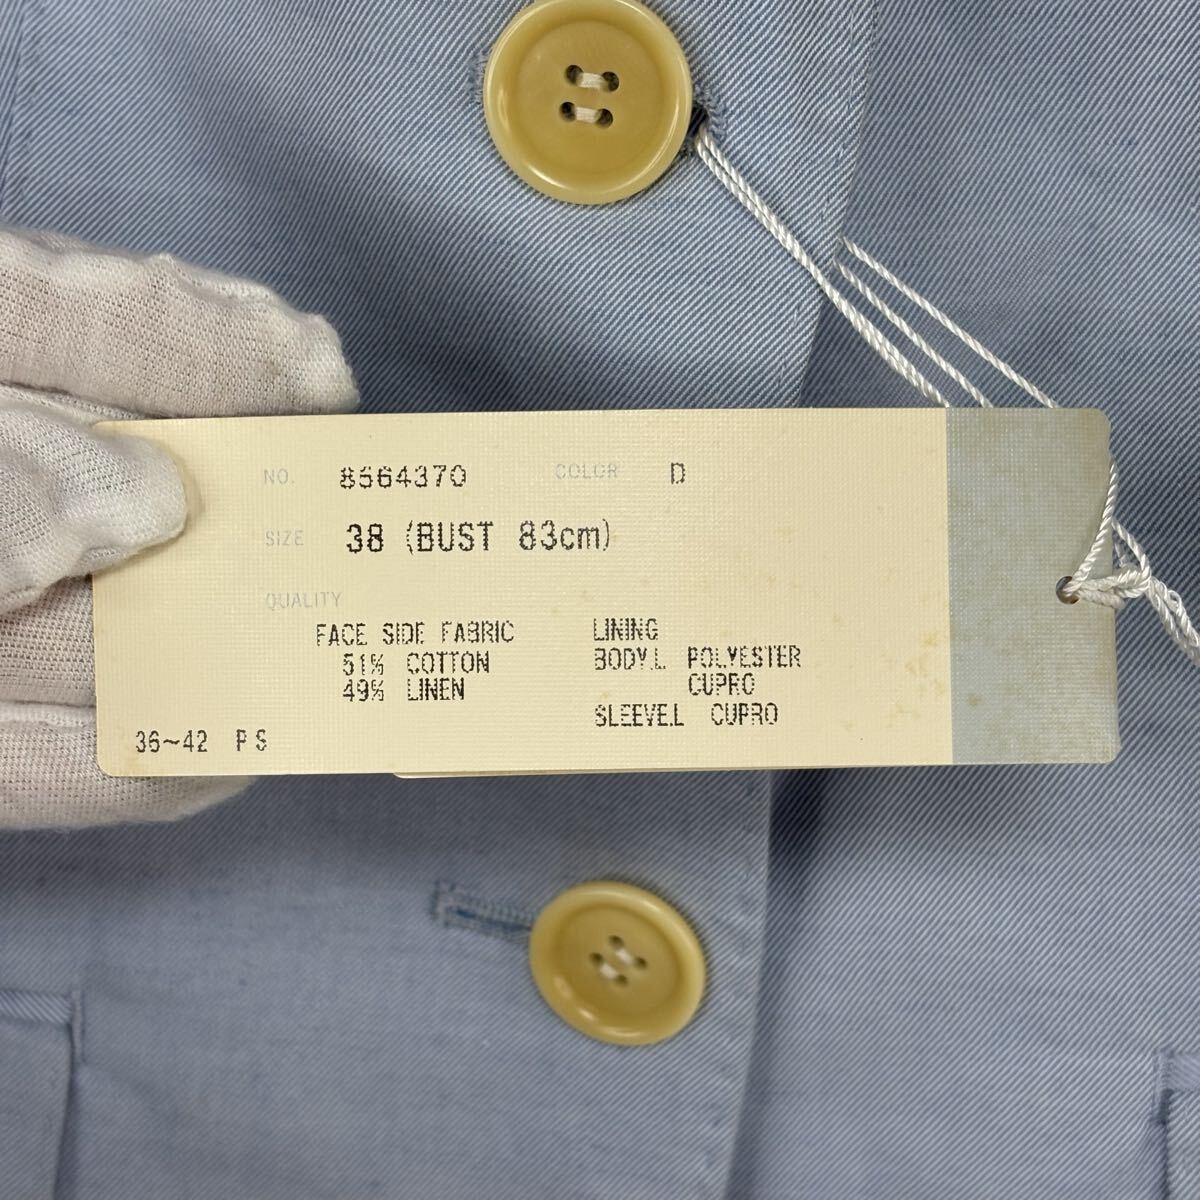 NO. 8564370 COLOR D
SIZE 38 (BUST 83cm)
QUALITY
FACE SIDE FABRIC
51% COTTON
49% LINEN
LINING
BODY.L POLYESTER
CUPRO
SLEEVE.L CUPRO
36~42 P S